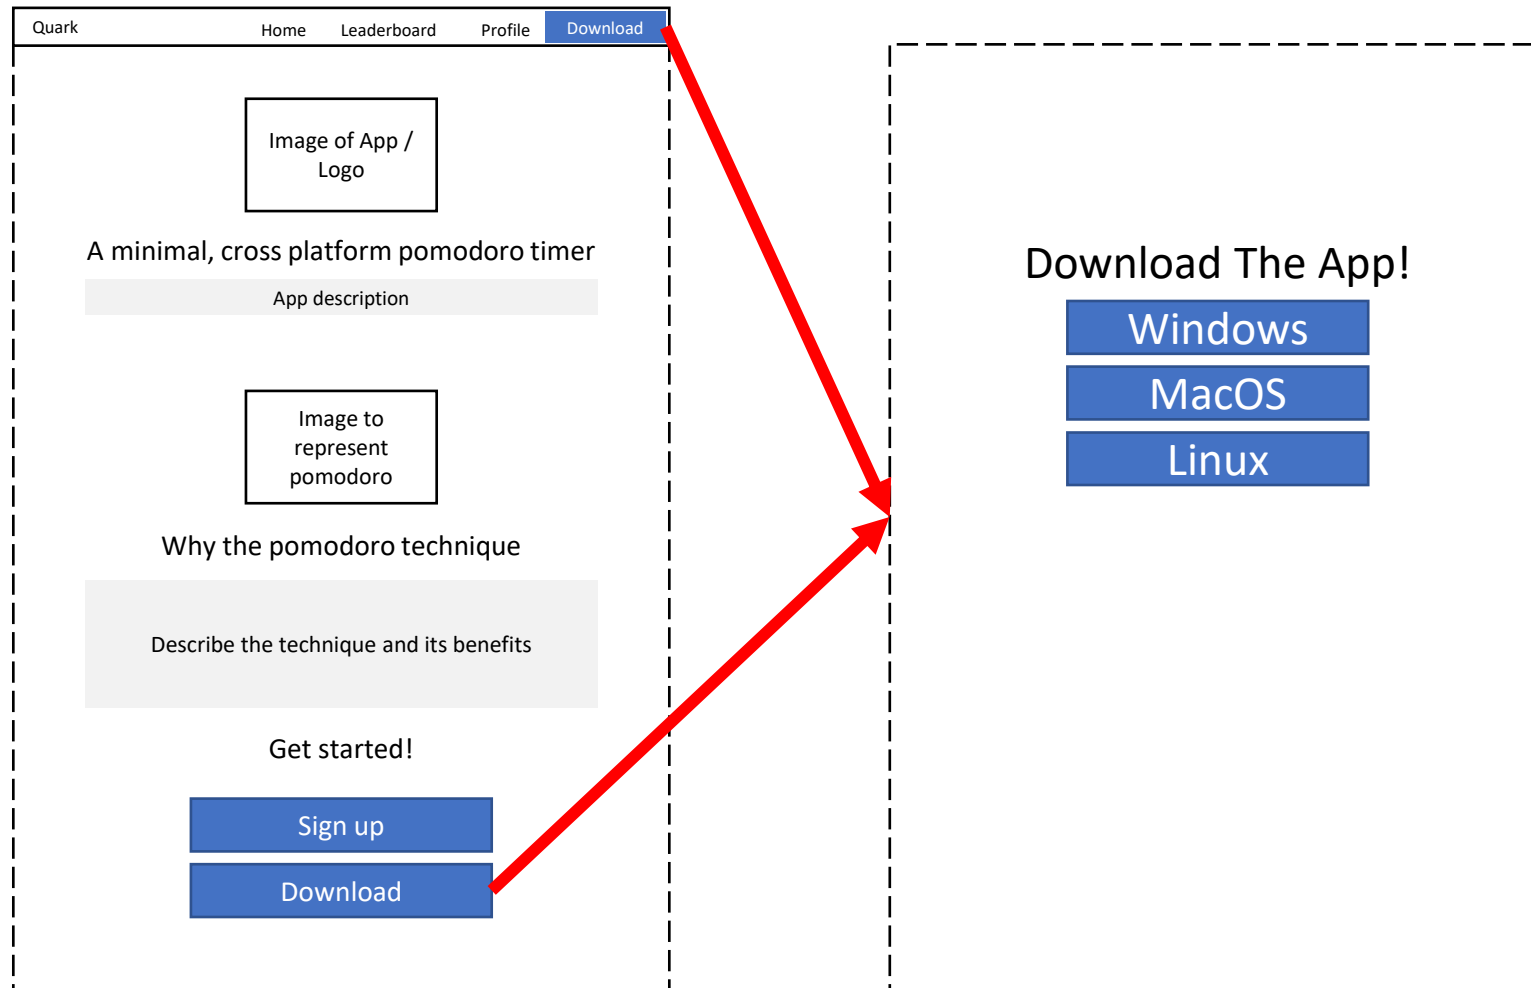 Quark
Home
Leaderboard
Profile
Download
Image of App /
Logo
A minimal, cross platform pomodoro timer
App description
Image to
represent
pomodoro
Why the pomodoro technique
Describe the technique and its benefits
Get started!
Sign up
Download
Download The App!
Windows
MacOS
Linux